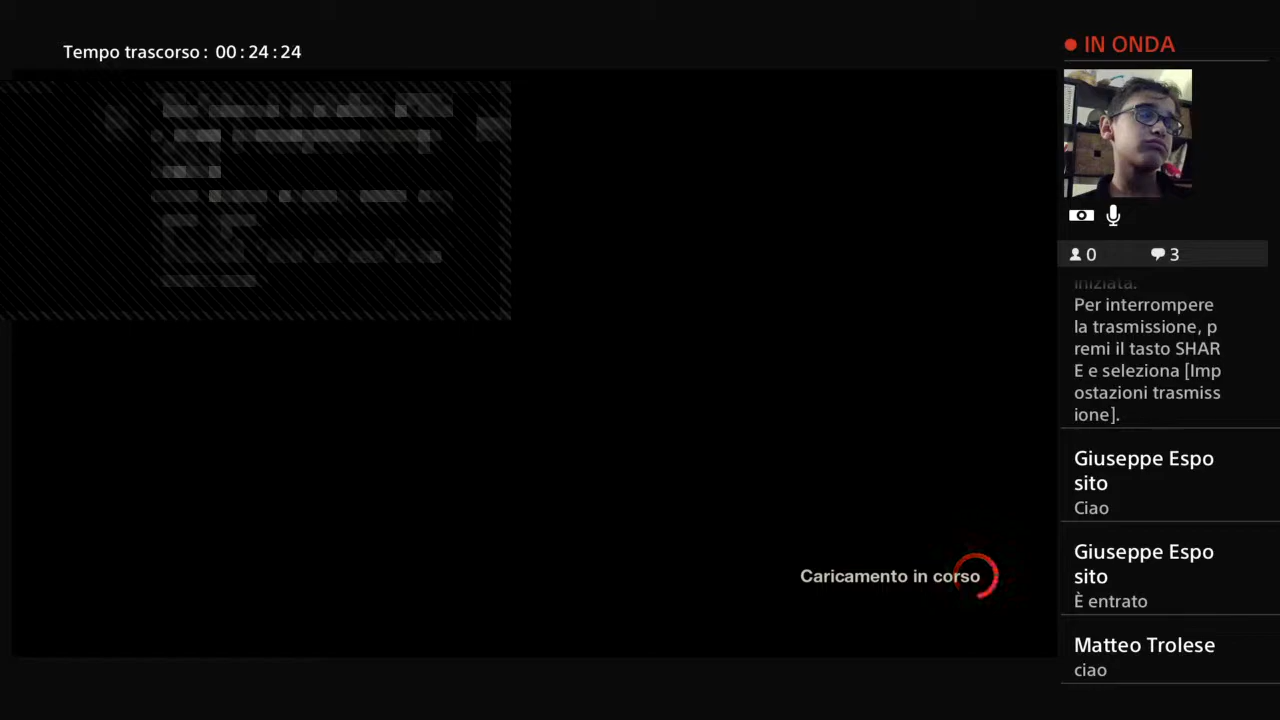 Tempo trascorso : 00:24:24
IN ONDA
0 3
iniziata.
Per interrompere
la trasmissione, p
remi il tasto SHAR
E e seleziona [Imp
ostazioni trasmiss
ione].
Giuseppe Espo
sito
Ciao
Giuseppe Espo
sito
È entrato
Caricamento in corso
Matteo Trolese
ciao